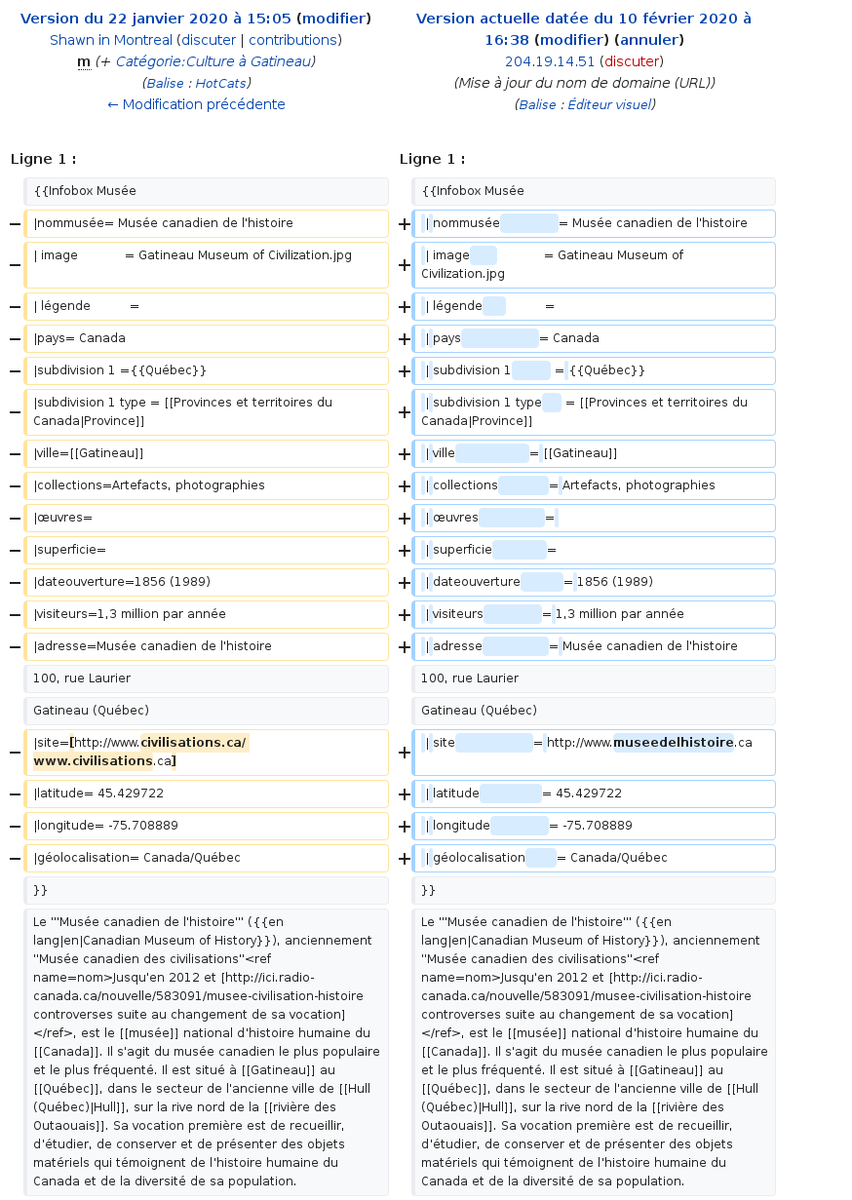 Version du 22 janvier 2020 à 15:05 (modifier)
Shawn in Montreal (discuter | contributions)
m (+ Catégorie:Culture à Gatineau)
(Balise : HotCats)
← Modification précédente
Version actuelle datée du 10 février 2020 à
16:38 (modifier) (annuler)
204.19.14.51 (discuter)
(Mise à jour du nom de domaine (URL))
(Balise : Éditeur visuel)
Ligne 1 :
Ligne 1 :
{{Infobox Musée
{{Infobox Musée
− |nommusée= Musée canadien de l'histoire
+ | nommusée = Musée canadien de l'histoire
− | image = Gatineau Museum of Civilization.jpg
+ | image = Gatineau Museum of
Civilization.jpg
− | légende =
+ | légende =
− |pays= Canada
+ | pays = Canada
− |subdivision 1 ={{Québec}}
+ | subdivision 1 = {{Québec}}
− |subdivision 1 type = [[Provinces et territoires du
Canada|Province]]
+ | subdivision 1 type = [[Provinces et territoires du
Canada|Province]]
− |ville=[[Gatineau]]
+ | ville = [[Gatineau]]
− |collections=Artefacts, photographies
+ | collections = Artefacts, photographies
− |œuvres=
+ | œuvres =
− |superficie=
+ | superficie =
− |dateouverture=1856 (1989)
+ | dateouverture = 1856 (1989)
− |visiteurs=1,3 million par année
+ | visiteurs = 1,3 million par année
− |adresse=Musée canadien de l'histoire
+ | adresse = Musée canadien de l'histoire
100, rue Laurier
100, rue Laurier
Gatineau (Québec)
Gatineau (Québec)
− |site=[http://www.civilisations.ca/
www.civilisations.ca]
+ | site = http://www.museedelhistoire.ca
− |latitude= 45.429722
+ | latitude = 45.429722
− |longitude= -75.708889
+ | longitude = -75.708889
− |géolocalisation= Canada/Québec
+ | géolocalisation = Canada/Québec
}}
}}
Le '''Musée canadien de l'histoire''' ({{en
lang|en|Canadian Museum of History}}), anciennement
''Musée canadien des civilisations''<ref
name=nom>Jusqu'en 2012 et [http://ici.radio-
canada.ca/nouvelle/583091/musee-civilisation-histoire
controverses suite au changement de sa vocation]
</ref>, est le [[musée]] national d'histoire humaine du
[[Canada]]. Il s'agit du musée canadien le plus populaire
et le plus fréquenté. Il est situé à [[Gatineau]] au
[[Québec]], dans le secteur de l'ancienne ville de [[Hull
(Québec)|Hull]], sur la rive nord de la [[rivière des
Outaouais]]. Sa vocation première est de recueillir,
d'étudier, de conserver et de présenter des objets
matériels qui témoignent de l'histoire humaine du
Canada et de la diversité de sa population.
Le '''Musée canadien de l'histoire''' ({{en
lang|en|Canadian Museum of History}}), anciennement
''Musée canadien des civilisations''<ref
name=nom>Jusqu'en 2012 et [http://ici.radio-
canada.ca/nouvelle/583091/musee-civilisation-histoire
controverses suite au changement de sa vocation]
</ref>, est le [[musée]] national d'histoire humaine du
[[Canada]]. Il s'agit du musée canadien le plus populaire
et le plus fréquenté. Il est situé à [[Gatineau]] au
[[Québec]], dans le secteur de l'ancienne ville de [[Hull
(Québec)|Hull]], sur la rive nord de la [[rivière des
Outaouais]]. Sa vocation première est de recueillir,
d'étudier, de conserver et de présenter des objets
matériels qui témoignent de l'histoire humaine du
Canada et de la diversité de sa population.